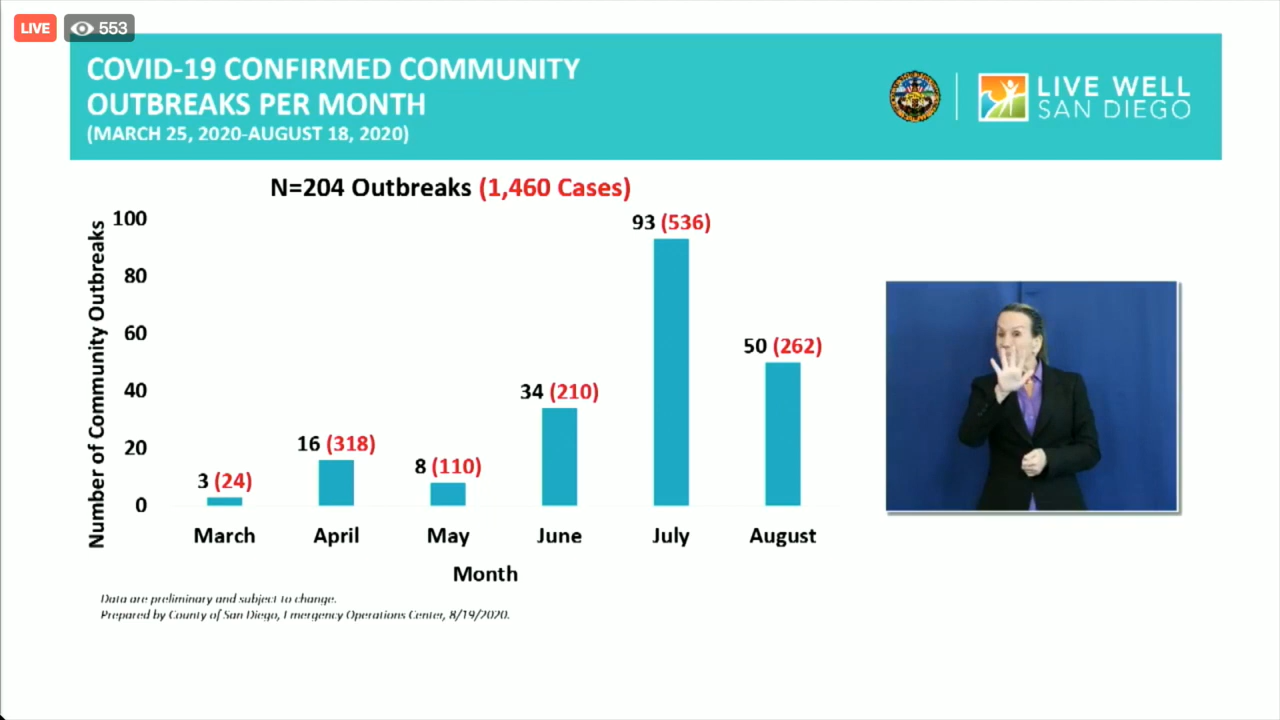 LIVE
553
COVID-19 CONFIRMED COMMUNITY
OUTBREAKS PER MONTH
(MARCH 25, 2020-AUGUST 18, 2020)
LIVE WELL
SAN DIEGO
N=204 Outbreaks (1,460 Cases)
Number of Community Outbreaks
100
80
60
40
20
0
3 (24)
16 (318)
8 (110)
34 (210)
93 (536)
50 (262)
March
April
May
June
July
August
Month
Data are preliminary and subject to change.
Prepared by County of San Diego, Emergency Operations Center, 8/19/2020.